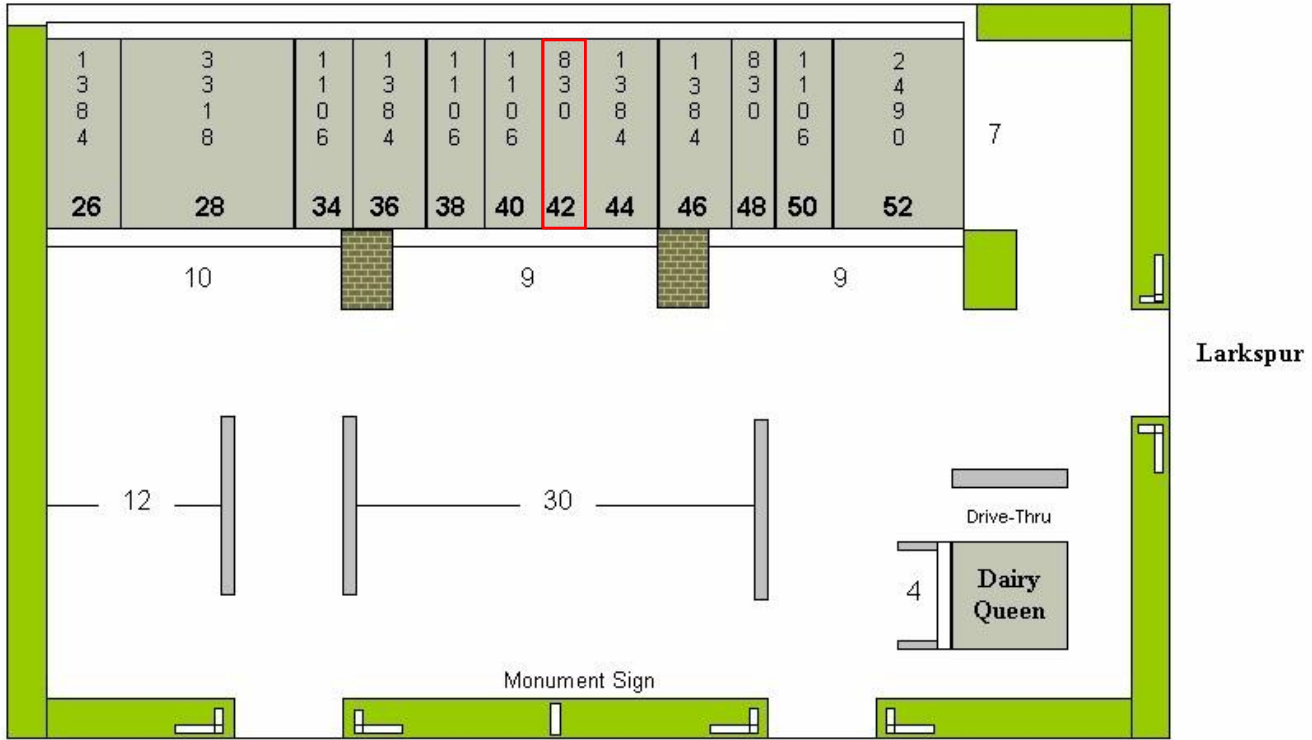 1384 3318 1106 1384 1106 1106 830 1384 1384 830 1106 2490
7
26 28 34 36 38 40 42 44 46 48 50 52
10 9 9
Larkspur
12 30
Drive-Thru
4
Dairy
Queen
Monument Sign